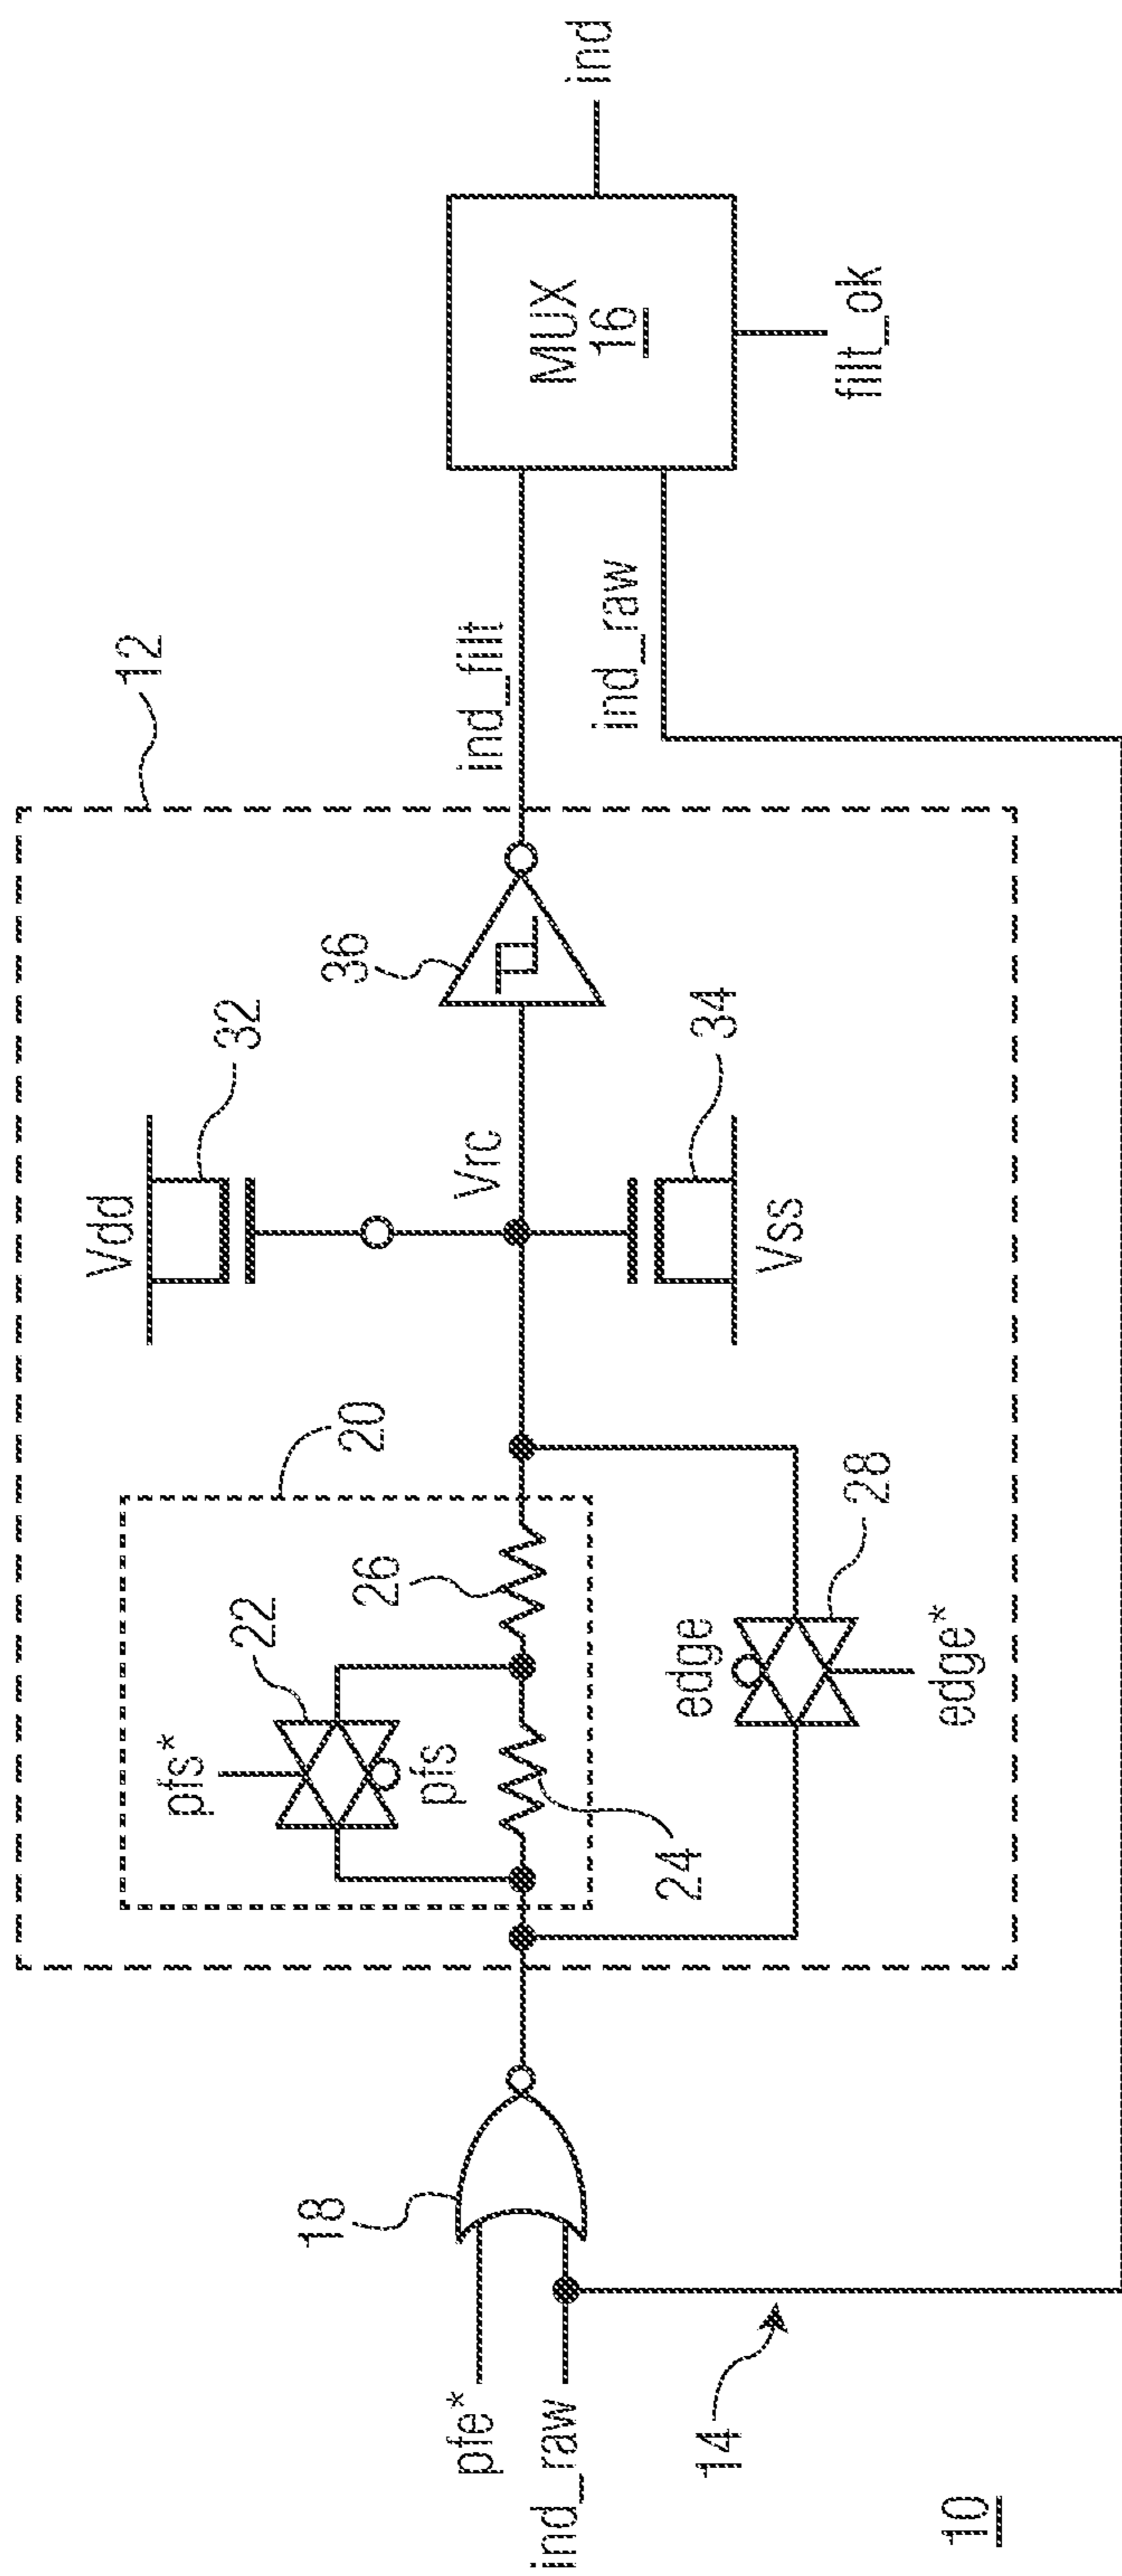 10
14
pfe*
ind_raw
18
12
20
pfs*
22
pfs
24
26
edge
28
edge*
Vdd
32
Vrc
34
Vss
36
ind_filt
ind_raw
MUX
16
filt_ok
ind